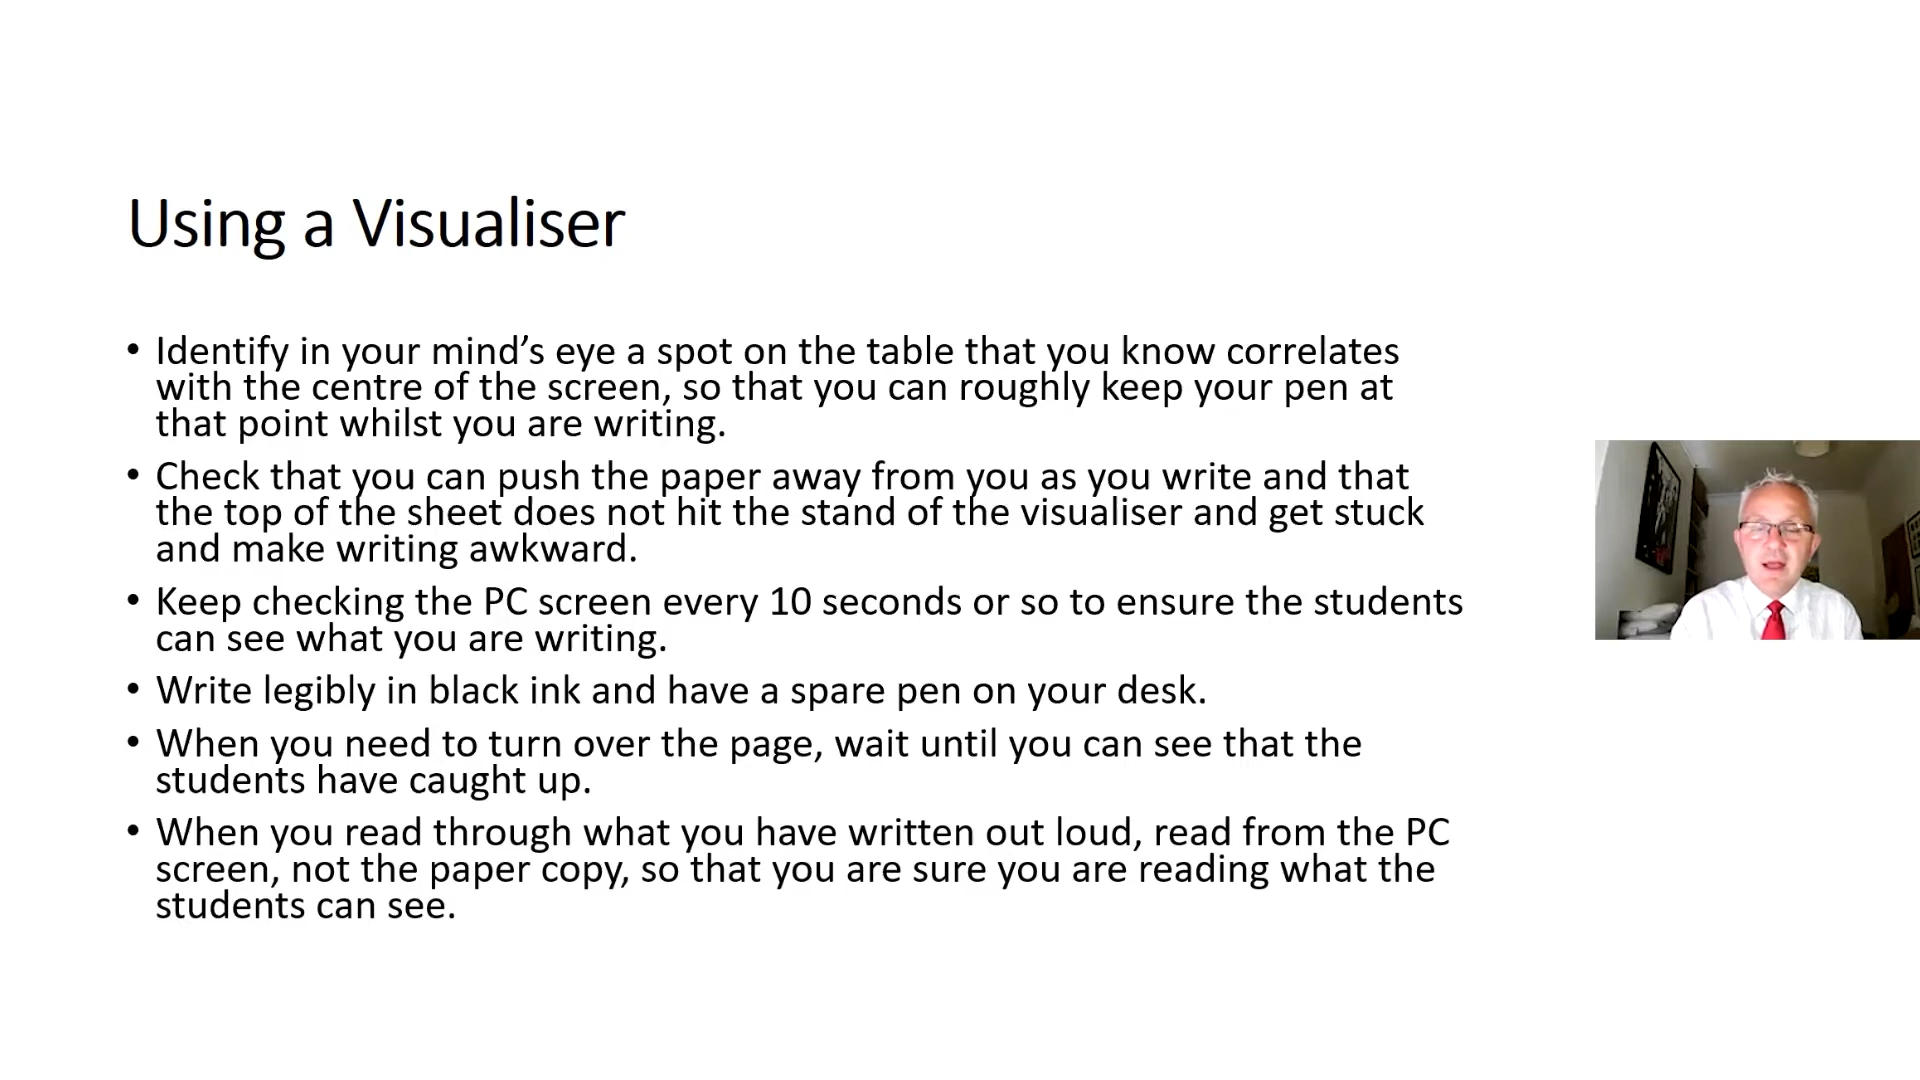 Using a Visualiser
• Identify in your mind’s eye a spot on the table that you know correlates
with the centre of the screen, so that you can roughly keep your pen at
that point whilst you are writing.
• Check that you can push the paper away from you as you write and that
the top of the sheet does not hit the stand of the visualiser and get stuck
and make writing awkward.
• Keep checking the PC screen every 10 seconds or so to ensure the students
can see what you are writing.
• Write legibly in black ink and have a spare pen on your desk.
• When you need to turn over the page, wait until you can see that the
students have caught up.
• When you read through what you have written out loud, read from the PC
screen, not the paper copy, so that you are sure you are reading what the
students can see.